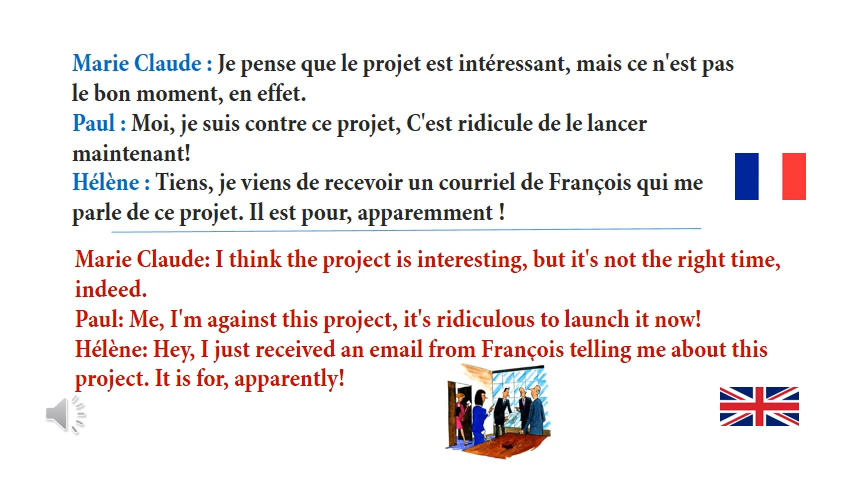 Marie Claude : Je pense que le projet est intéressant, mais ce n'est pas
le bon moment, en effet.
Paul : Moi, je suis contre ce projet, C'est ridicule de le lancer
maintenant!
Hélène : Tiens, je viens de recevoir un courriel de François qui me
parle de ce projet. Il est pour, apparemment !
Marie Claude: I think the project is interesting, but it's not the right time,
indeed.
Paul: Me, I'm against this project, it's ridiculous to launch it now!
Hélène: Hey, I just received an email from François telling me about this
project. It is for, apparently!